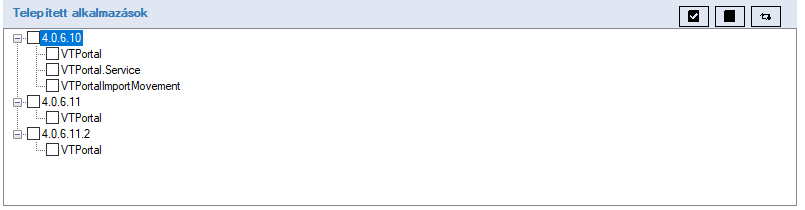 Telepített alkalmazások
4.0.6.10
VTPortal
VTPortal.Service
VTPortalImportMovement
4.0.6.11
VTPortal
4.0.6.11.2
VTPortal